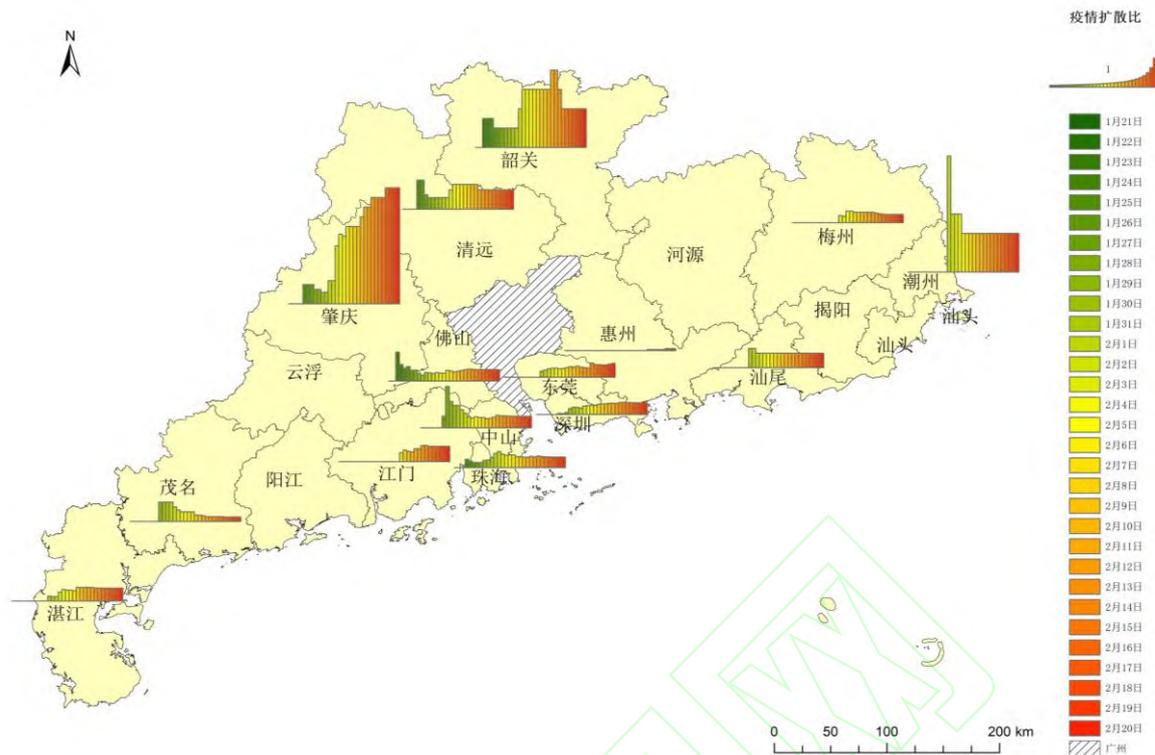 疫情扩散比
N
1
1月21日
1月22日
1月23日
1月24日
1月25日
1月26日
1月27日
1月28日
1月29日
1月30日
1月31日
2月1日
2月2日
2月3日
2月4日
2月5日
2月6日
2月7日
2月8日
2月9日
2月10日
2月11日
2月12日
2月13日
2月14日
2月15日
2月16日
2月17日
2月18日
2月19日
2月20日
广州
韶关
清远
梅州
河源
潮州
肇庆
揭阳
汕头
佛山
惠州
汕头
云浮
东莞
汕尾
深圳
中山
江门
珠海
阳江
茂名
湛江
0 50 100 200 km